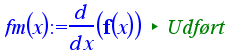 fm(x):=d/dx(f(x)) ▸ Udført